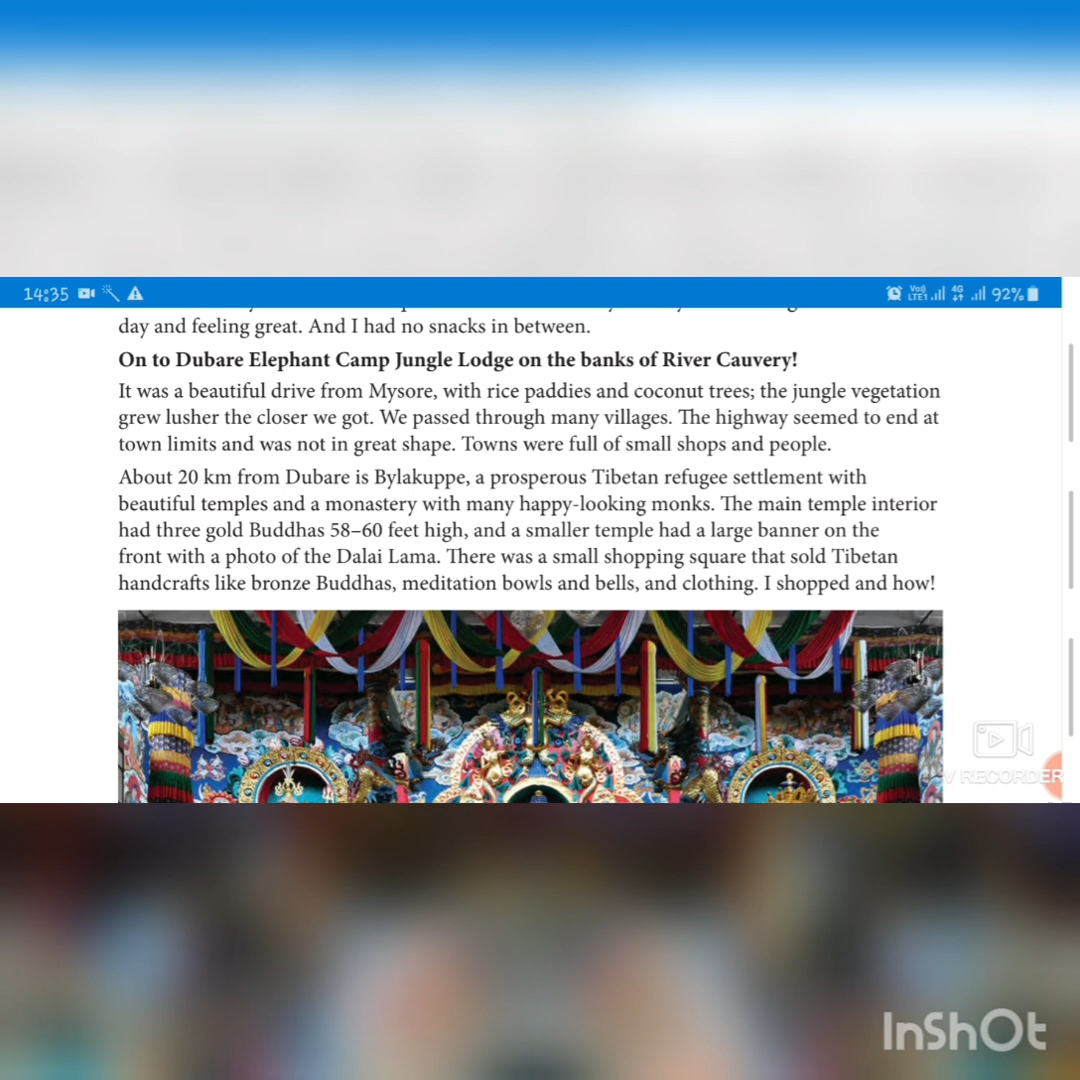 14:35
VoLTE1 4G 92%
day and feeling great. And I had no snacks in between.
On to Dubare Elephant Camp Jungle Lodge on the banks of River Cauvery!
It was a beautiful drive from Mysore, with rice paddies and coconut trees; the jungle vegetation
grew lusher the closer we got. We passed through many villages. The highway seemed to end at
town limits and was not in great shape. Towns were full of small shops and people.
About 20 km from Dubare is Bylakuppe, a prosperous Tibetan refugee settlement with
beautiful temples and a monastery with many happy-looking monks. The main temple interior
had three gold Buddhas 58–60 feet high, and a smaller temple had a large banner on the
front with a photo of the Dalai Lama. There was a small shopping square that sold Tibetan
handcrafts like bronze Buddhas, meditation bowls and bells, and clothing. I shopped and how!
V RECORDER
InShOt